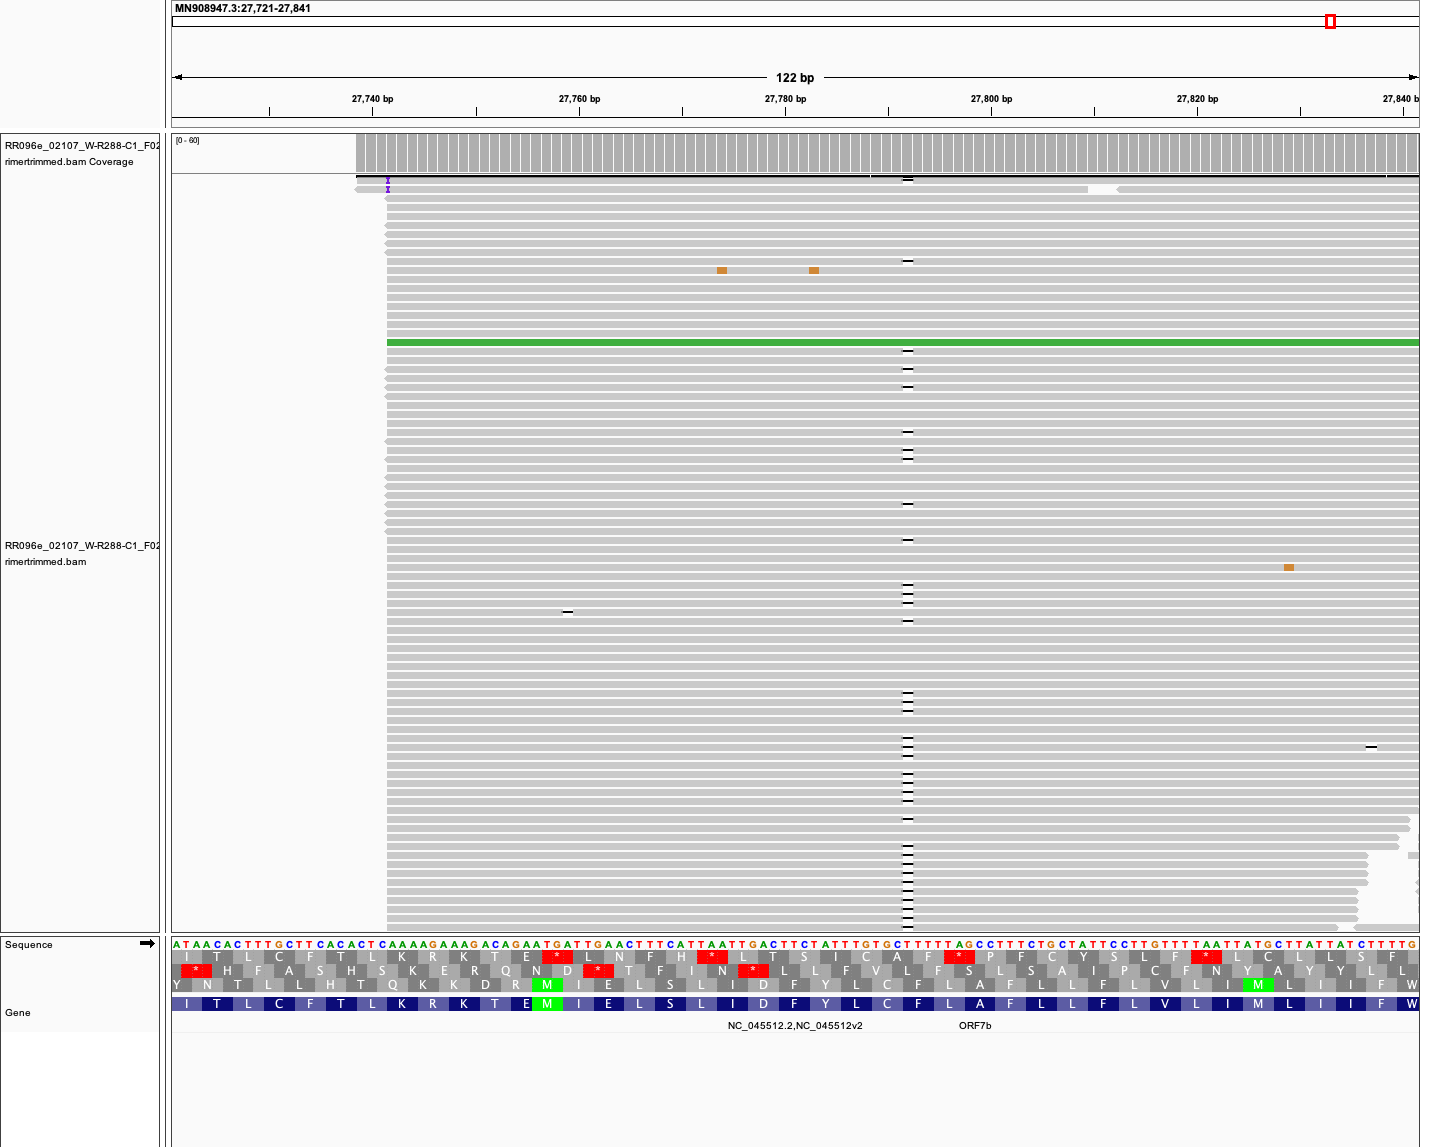 MN908947.3:27,721-27,841
122 bp
27,740 bp 27,760 bp 27,780 bp 27,800 bp 27,820 bp 27,840 b
RR096e_02107_W-R288-C1_F02
rimertrimmed.bam Coverage
[0 - 60]
RR096e_02107_W-R288-C1_F02
rimertrimmed.bam
Sequence
ATAACACTTTGCTTCACACTCAAAAGAAAGACAGAATGATTGAACTTTCATTAATTGACTTCTATTTGTGCTTTTTAGCCTTTCTGCTATTCCTTGTTTTAATTATGCTTATTATCTTTTG
I T L C F T L K R K T E * L N F H * L T S I C A F * P F C Y S L F * L C L L S F
* H F A S H S K E R Q N D * T F I N * L L F V L F S L S A I P C F N Y A Y Y L L
Y N T L L H T Q K K D R M I E L S L I D F Y L C F L A F L L F L V L I M L I I F W
Gene
I T L C F T L K R K T E M I E L S L I D F Y L C F L A F L L F L V L I M L I I F W
NC_045512.2,NC_045512v2 ORF7b